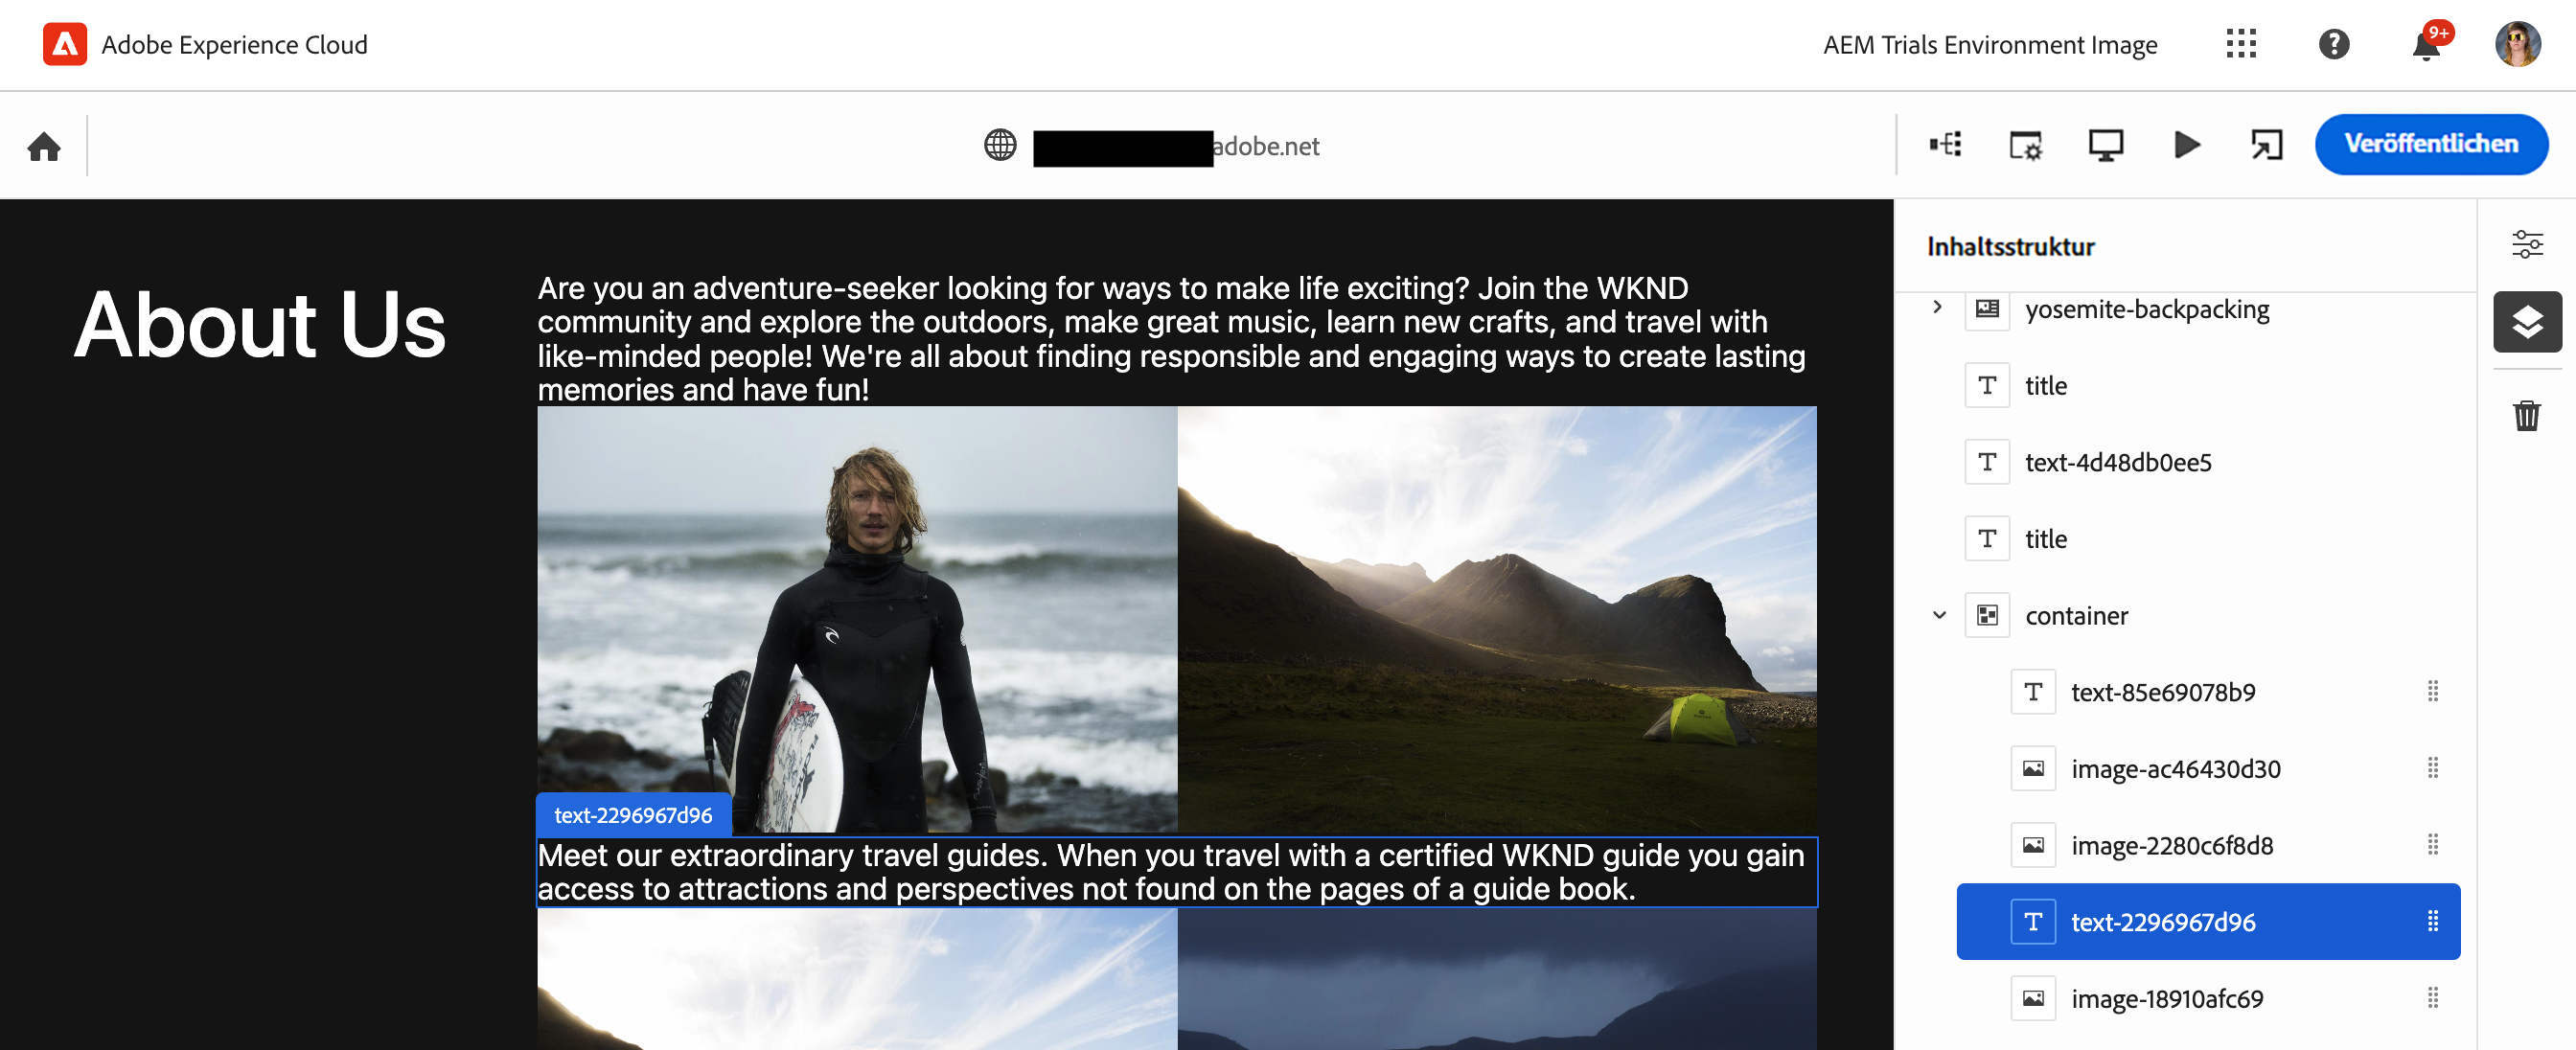 Adobe Experience Cloud
AEM Trials Environment Image
9+
adobe.net
Veröffentlichen
About Us
Are you an adventure-seeker looking for ways to make life exciting? Join the WKND
community and explore the outdoors, make great music, learn new crafts, and travel with
like-minded people! We're all about finding responsible and engaging ways to create lasting
memories and have fun!
text-2296967d96
Meet our extraordinary travel guides. When you travel with a certified WKND guide you gain
access to attractions and perspectives not found on the pages of a guide book.
Inhaltsstruktur
yosemite-backpacking
title
text-4d48db0ee5
title
container
text-85e69078b9
image-ac46430d30
image-2280c6f8d8
text-2296967d96
image-18910afc69